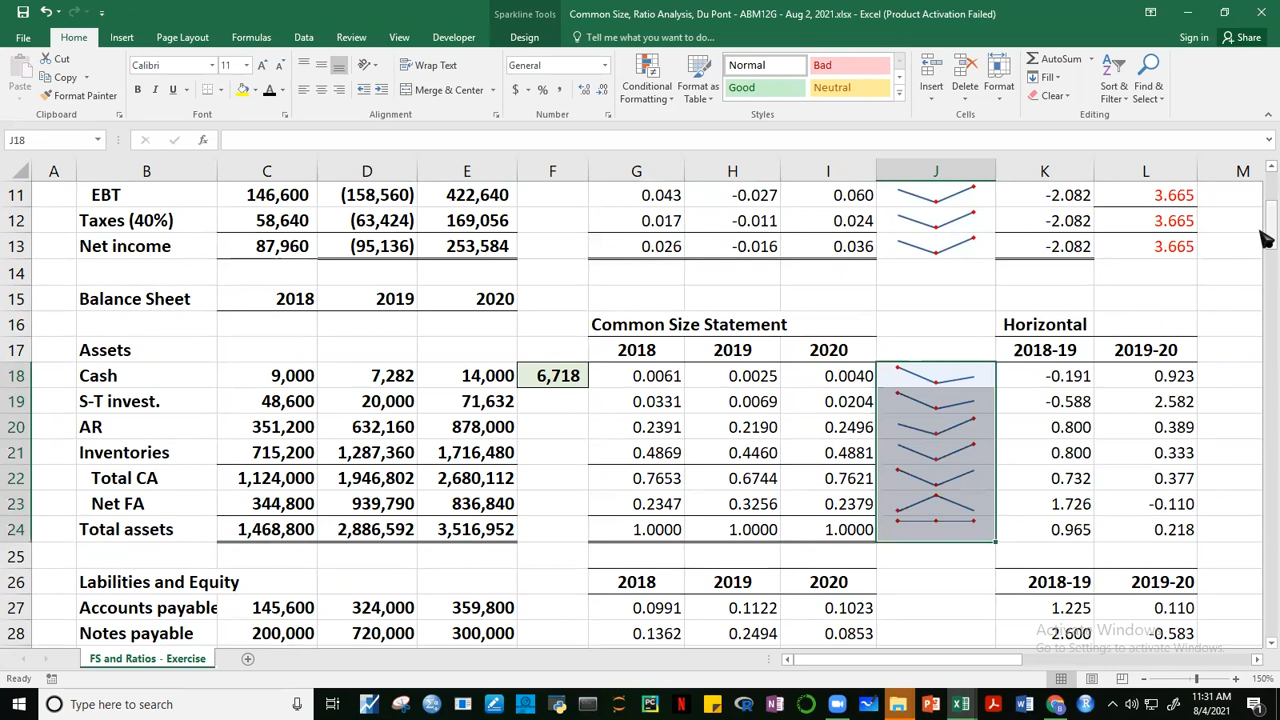 Sparkline Tools
Common Size, Ratio Analysis, Du Pont - ABM12G - Aug 2, 2021.xlsx - Excel (Product Activation Failed)
File Home Insert Page Layout Formulas Data Review View Developer Design Tell me what you want to do... Sign in Share
Paste Cut Copy Format Painter Clipboard
Calibri 11 B I U A Font
Wrap Text Merge & Center Alignment
General $ % , Number
Conditional Formatting Format as Table Normal Bad Good Neutral Styles
Insert Delete Format Cells
AutoSum Fill Clear Sort & Filter Find & Select Editing
J18 fx
A B C D E F G H I J K L M
11 EBT 146,600 (158,560) 422,640 0.043 -0.027 0.060 -2.082 3.665
12 Taxes (40%) 58,640 (63,424) 169,056 0.017 -0.011 0.024 -2.082 3.665
13 Net income 87,960 (95,136) 253,584 0.026 -0.016 0.036 -2.082 3.665
14
15 Balance Sheet 2018 2019 2020
16 Common Size Statement Horizontal
17 Assets 2018 2019 2020 2018-19 2019-20
18 Cash 9,000 7,282 14,000 6,718 0.0061 0.0025 0.0040 -0.191 0.923
19 S-T invest. 48,600 20,000 71,632 0.0331 0.0069 0.0204 -0.588 2.582
20 AR 351,200 632,160 878,000 0.2391 0.2190 0.2496 0.800 0.389
21 Inventories 715,200 1,287,360 1,716,480 0.4869 0.4460 0.4881 0.800 0.333
22 Total CA 1,124,000 1,946,802 2,680,112 0.7653 0.6744 0.7621 0.732 0.377
23 Net FA 344,800 939,790 836,840 0.2347 0.3256 0.2379 1.726 -0.110
24 Total assets 1,468,800 2,886,592 3,516,952 1.0000 1.0000 1.0000 0.965 0.218
25
26 Labilities and Equity 2018 2019 2020 2018-19 2019-20
27 Accounts payable 145,600 324,000 359,800 0.0991 0.1122 0.1023 1.225 0.110
28 Notes payable 200,000 720,000 300,000 0.1362 0.2494 0.0853 2.600 -0.583
Activate Windows
Go to Settings to activate Windows.
FS and Ratios - Exercise
Ready 150%
Type here to search
11:31 AM
8/4/2021